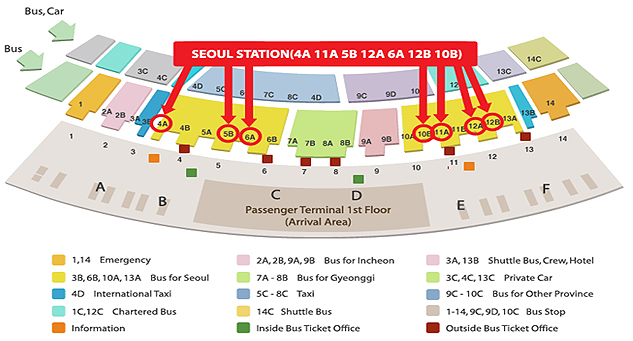 Bus, Car
Bus
SEOUL STATION(4A 11A 5B 12A 6A 12B 10B)
3C 4C
5C 6C 7C 8C 4D
9C 9D 10C
12C
13C
14C
1
2A
2B
3A
3B
4A
4B
5A
5B
6A
6B
7A
7B
8A
8B
9A
9B
10A
10B
11A
11B
12A
12B
13A
13B
14
1 2 3 4 5 6 7 8 9 10 11 12 13 14
A B C D E F
Passenger Terminal 1st Floor
(Arrival Area)
1,14 Emergency
2A, 2B, 9A, 9B Bus for Incheon
3A, 13B Shuttle Bus, Crew, Hotel
3B, 6B, 10A, 13A Bus for Seoul
7A - 8B Bus for Gyeonggi
3C, 4C, 13C Private Car
4D International Taxi
5C - 8C Taxi
9C - 10C Bus for Other Province
1C,12C Chartered Bus
14C Shuttle Bus
1-14, 9C, 9D, 10C Bus Stop
Information
Inside Bus Ticket Office
Outside Bus Ticket Office